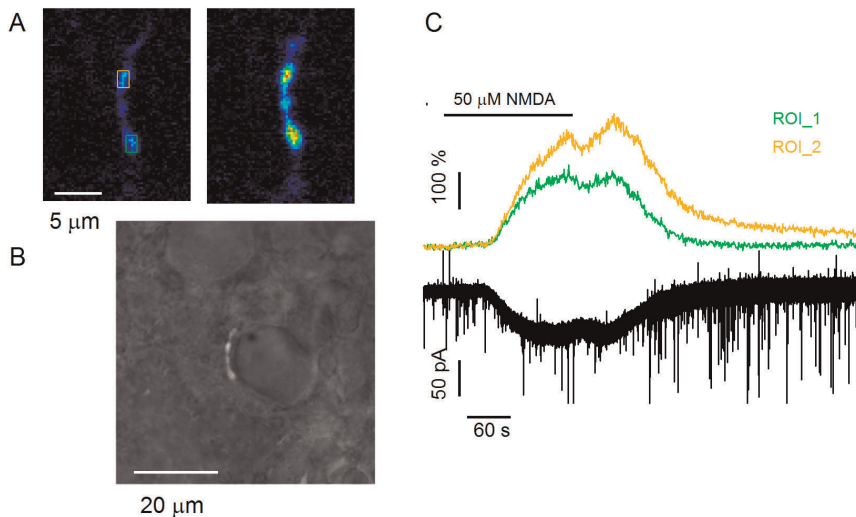 A
5 μm
B
20 μm
C
50 μM NMDA
ROI_1
ROI_2
100 %
50 pA
60 s